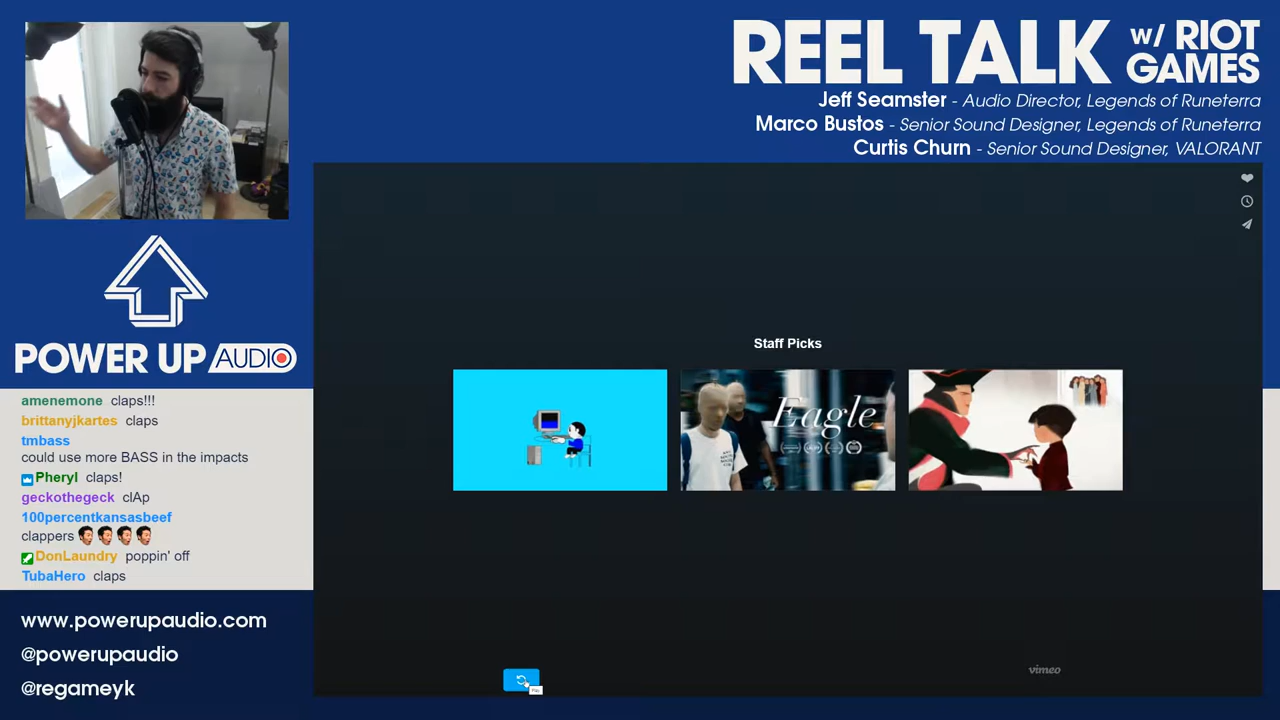 REEL TALK w/ RIOT GAMES
Jeff Seamster - Audio Director, Legends of Runeterra
Marco Bustos - Senior Sound Designer, Legends of Runeterra
Curtis Churn - Senior Sound Designer, VALORANT
POWER UP AUDIO
amenemone claps!!!
brittanyjkartes claps
tmbass
could use more BASS in the impacts
Pheryl claps!
geckothegeck clAp
100percentkansasbeef
clappers
DonLaundry poppin' off
TubaHero claps
www.powerupaudio.com
@powerupaudio
@regameyk
Staff Picks
Eagle
Play
vimeo